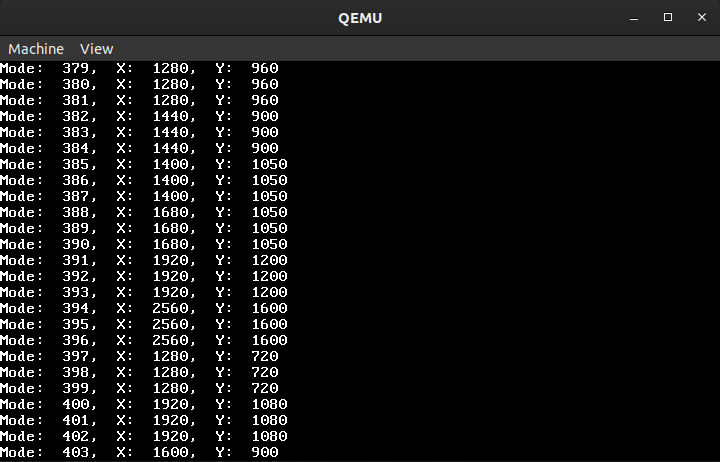 QEMU
Machine View
Mode: 379, X: 1280, Y: 960
Mode: 380, X: 1280, Y: 960
Mode: 381, X: 1280, Y: 960
Mode: 382, X: 1440, Y: 900
Mode: 383, X: 1440, Y: 900
Mode: 384, X: 1440, Y: 900
Mode: 385, X: 1400, Y: 1050
Mode: 386, X: 1400, Y: 1050
Mode: 387, X: 1400, Y: 1050
Mode: 388, X: 1680, Y: 1050
Mode: 389, X: 1680, Y: 1050
Mode: 390, X: 1680, Y: 1050
Mode: 391, X: 1920, Y: 1200
Mode: 392, X: 1920, Y: 1200
Mode: 393, X: 1920, Y: 1200
Mode: 394, X: 2560, Y: 1600
Mode: 395, X: 2560, Y: 1600
Mode: 396, X: 2560, Y: 1600
Mode: 397, X: 1280, Y: 720
Mode: 398, X: 1280, Y: 720
Mode: 399, X: 1280, Y: 720
Mode: 400, X: 1920, Y: 1080
Mode: 401, X: 1920, Y: 1080
Mode: 402, X: 1920, Y: 1080
Mode: 403, X: 1600, Y: 900